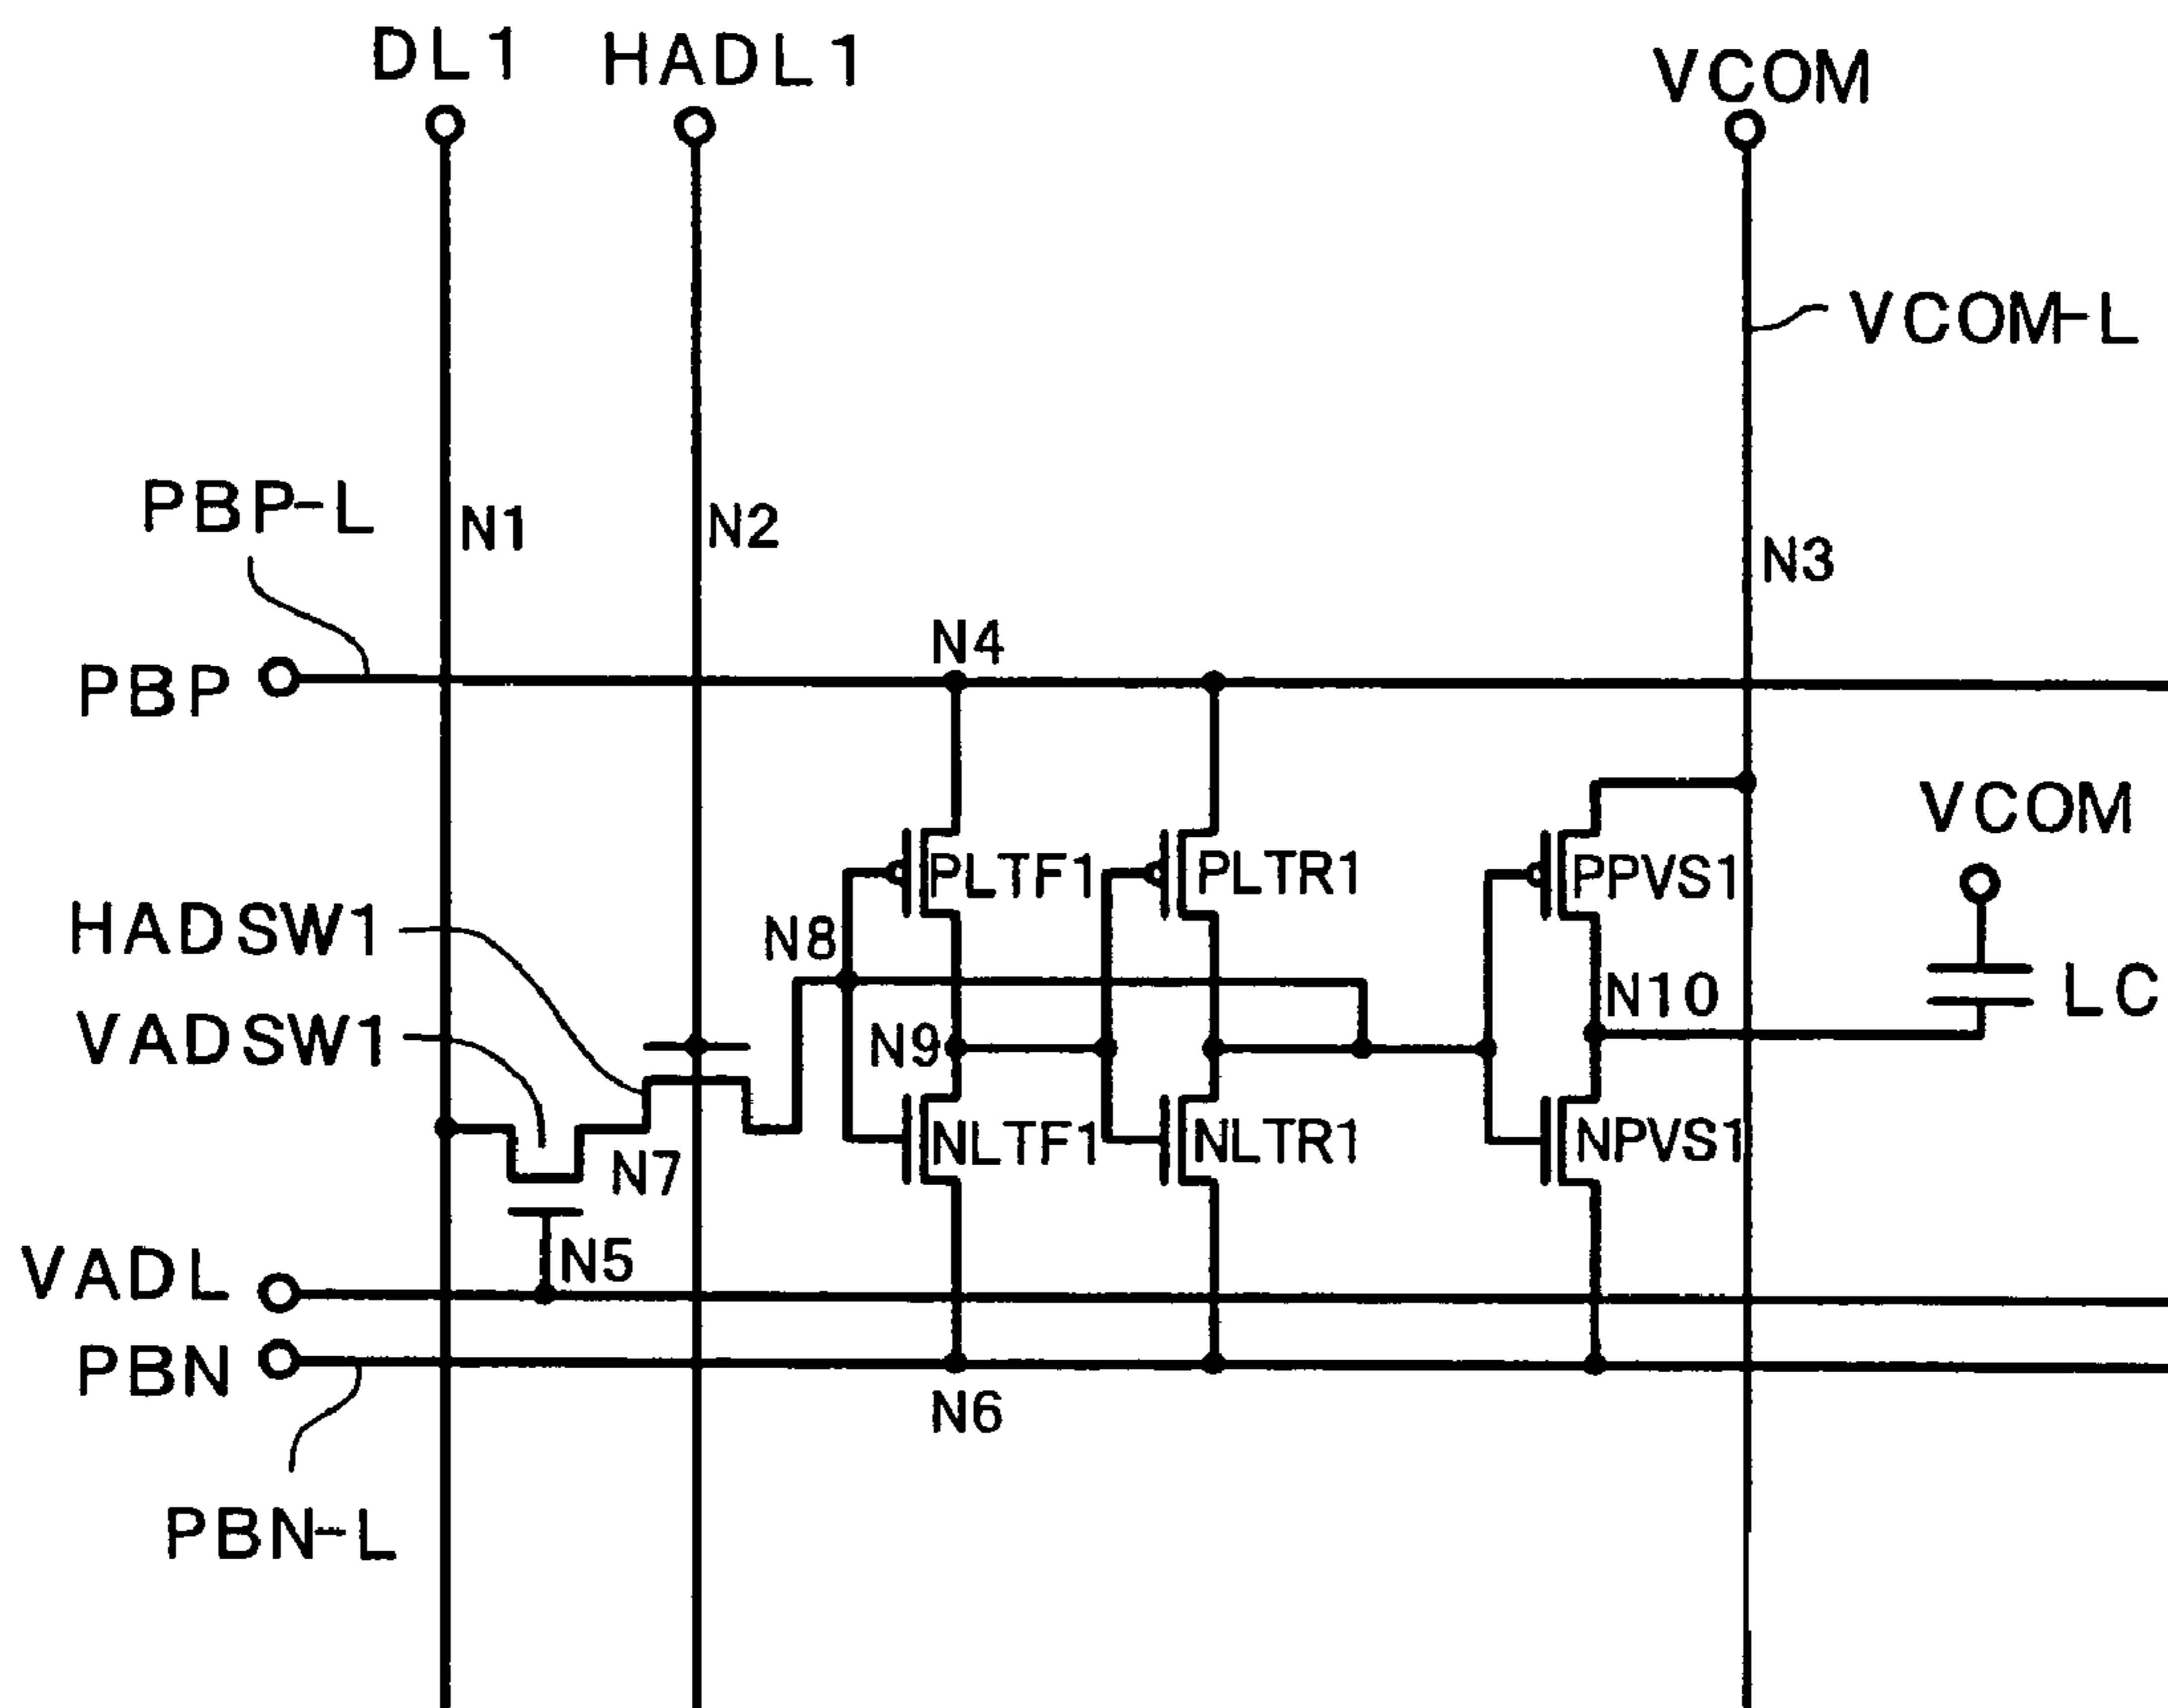 DL1 HADL1 VCOM
VCOM-L
PBP-L N1 N2
N3
N4
PBP
VCOM
PLTF1 PLTR1 PPVS1
HADSW1 N8
N10 LC
VADSW1 N9
NLTF1 NLTR1 NPVS1
N7
VADL N5
PBN
N6
PBN-L